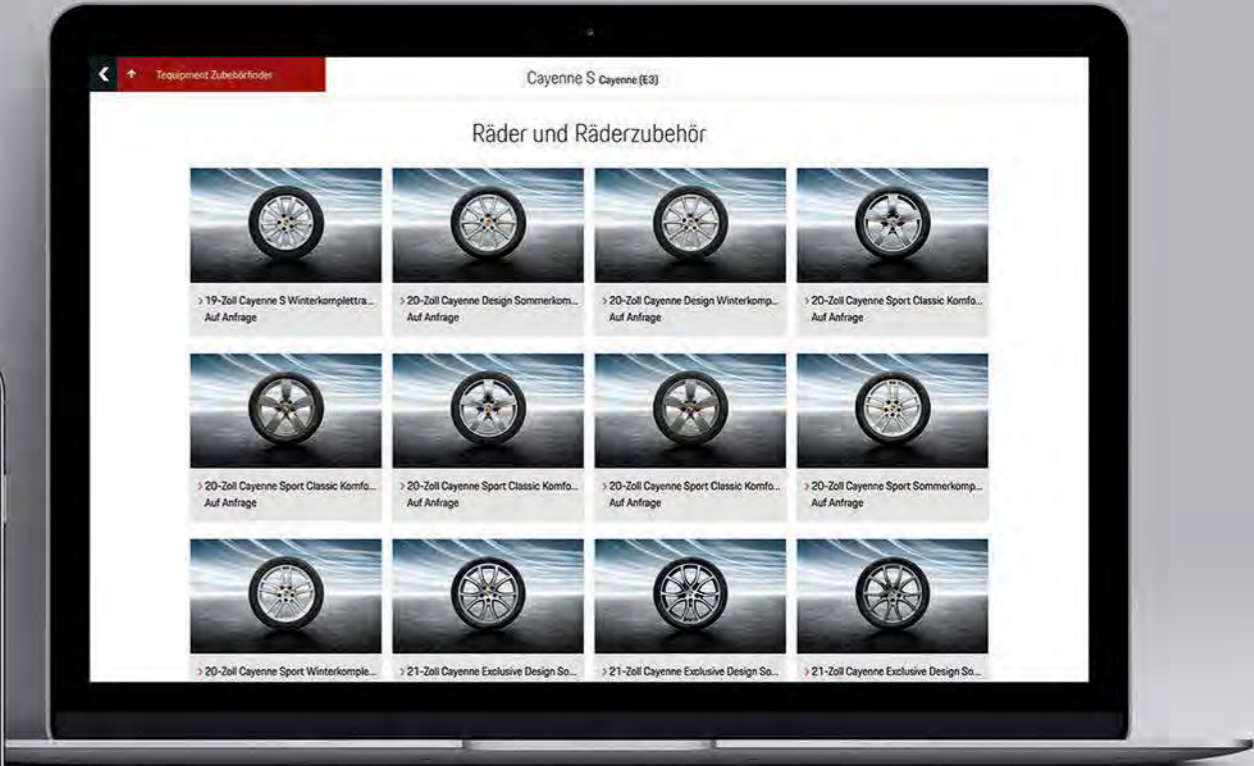 Tequipment Zubehörfinder
Cayenne S Cayenne (E3)
Räder und Räderzubehör
19-Zoll Cayenne S Winterkomplettra...
Auf Anfrage
20-Zoll Cayenne Design Sommerkom...
Auf Anfrage
20-Zoll Cayenne Design Winterkomp...
Auf Anfrage
20-Zoll Cayenne Sport Classic Komfo...
Auf Anfrage
20-Zoll Cayenne Sport Classic Komfo...
Auf Anfrage
20-Zoll Cayenne Sport Classic Komfo...
Auf Anfrage
20-Zoll Cayenne Sport Classic Komfo...
Auf Anfrage
20-Zoll Cayenne Sport Sommerkomp...
Auf Anfrage
20-Zoll Cayenne Sport Winterkomple...
21-Zoll Cayenne Exclusive Design So...
21-Zoll Cayenne Exclusive Design So...
21-Zoll Cayenne Exclusive Design So...